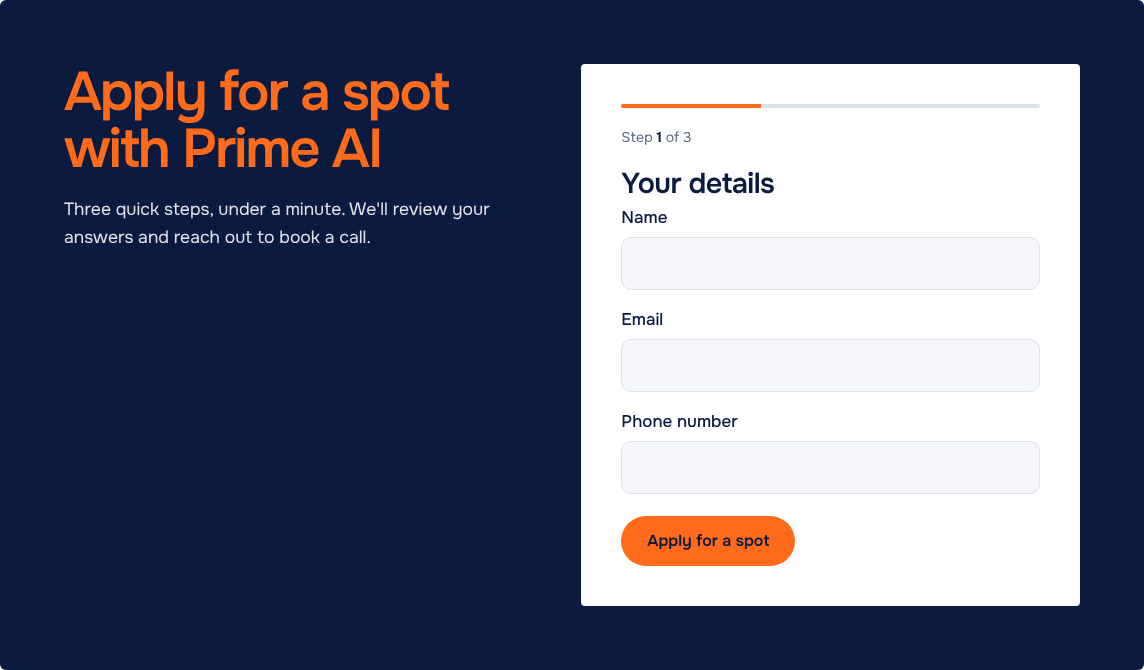 Apply for a spot
with Prime AI
Three quick steps, under a minute. We'll review your
answers and reach out to book a call.
Step 1 of 3
Your details
Name
Email
Phone number
Apply for a spot